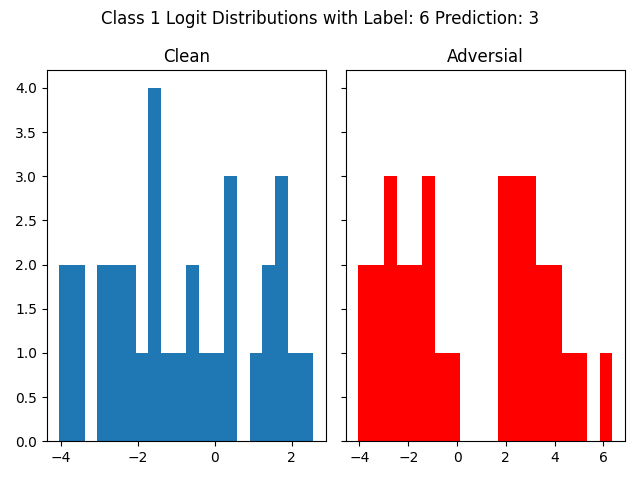 Class 1 Logit Distributions with Label: 6 Prediction: 3
Clean
Adversial
4.0
3.5
3.0
2.5
2.0
1.5
1.0
0.5
0.0
−4 −2 0 2
−4 −2 0 2 4 6